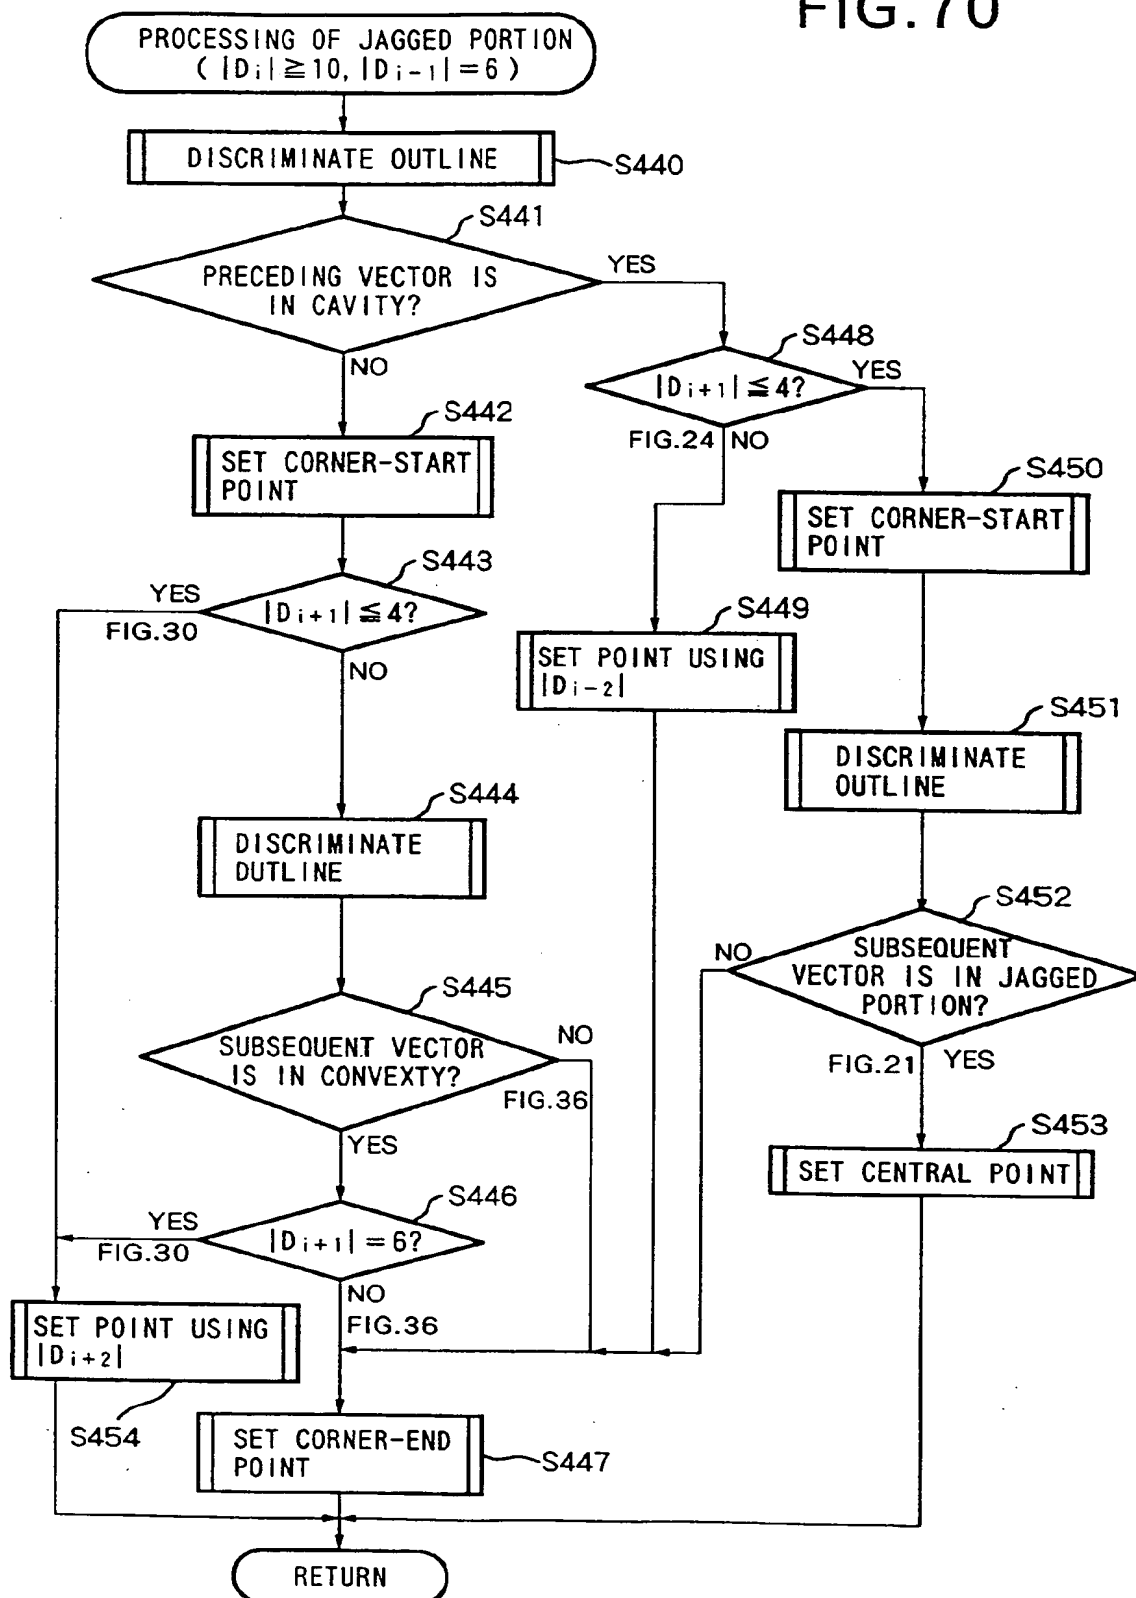 FIG.70
PROCESSING OF JAGGED PORTION
( |Di| ≧ 10, |Di-1| = 6 )
DISCRIMINATE OUTLINE
S440
S441
PRECEDING VECTOR IS
IN CAVITY?
YES
NO
S448
|Di+1| ≦ 4?
YES
FIG.24
NO
S442
SET CORNER-START
POINT
S450
SET CORNER-START
POINT
S443
YES
|Di+1| ≦ 4?
FIG.30
NO
S449
SET POINT USING
|Di-2|
S451
DISCRIMINATE
OUTLINE
S444
DISCRIMINATE
DUTLINE
S452
NO
SUBSEQUENT
VECTOR IS IN JAGGED
PORTION?
FIG.21
YES
S445
SUBSEQUENT VECTOR
IS IN CONVEXTY?
NO
FIG.36
YES
S453
SET CENTRAL POINT
S446
YES
|Di+1| = 6?
FIG.30
NO
FIG.36
SET POINT USING
|Di+2|
S454
SET CORNER-END
POINT
S447
RETURN